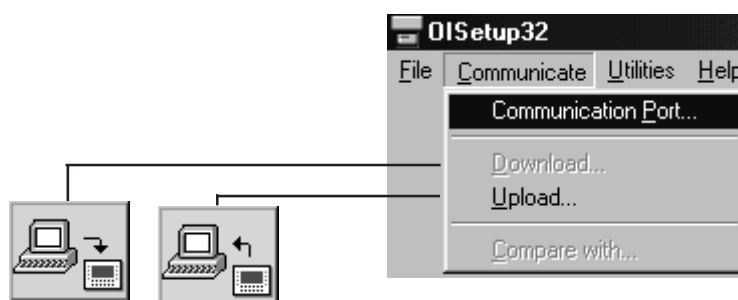 OISetup32
File Communicate Utilities Help
Communication Port...
Download...
Upload...
Compare with...